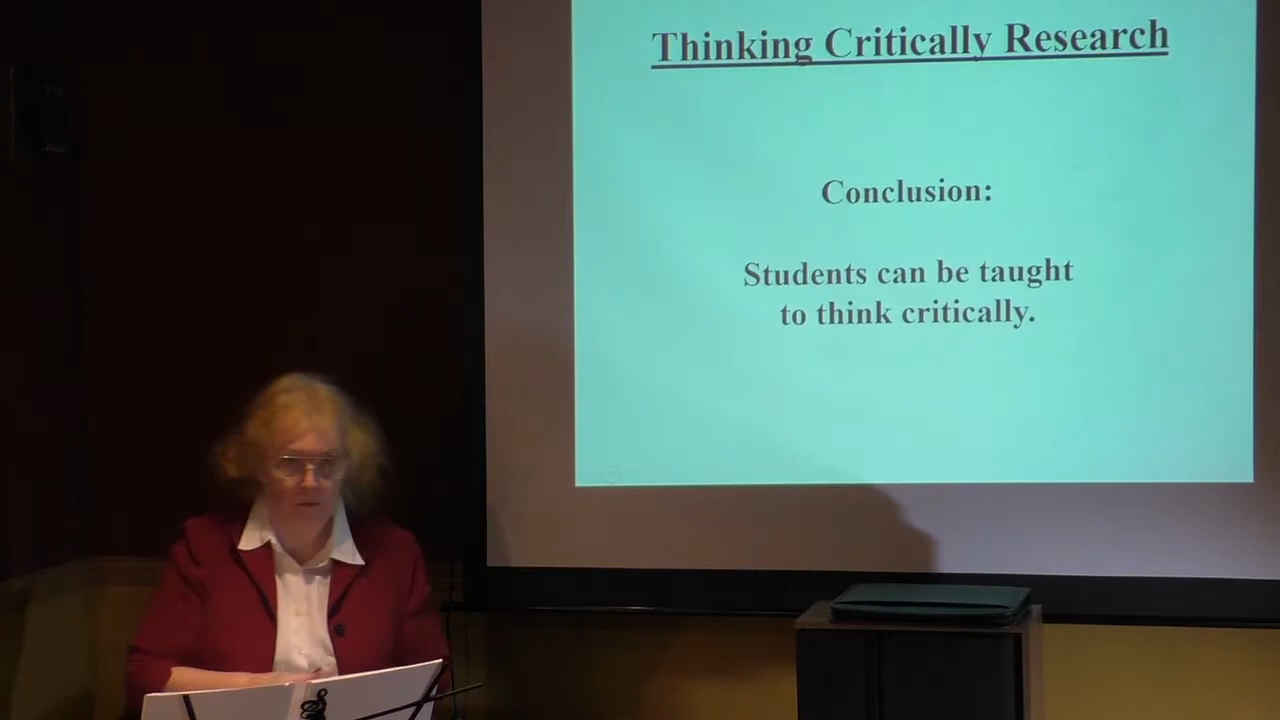 Thinking Critically Research
Conclusion:
Students can be taught
to think critically.